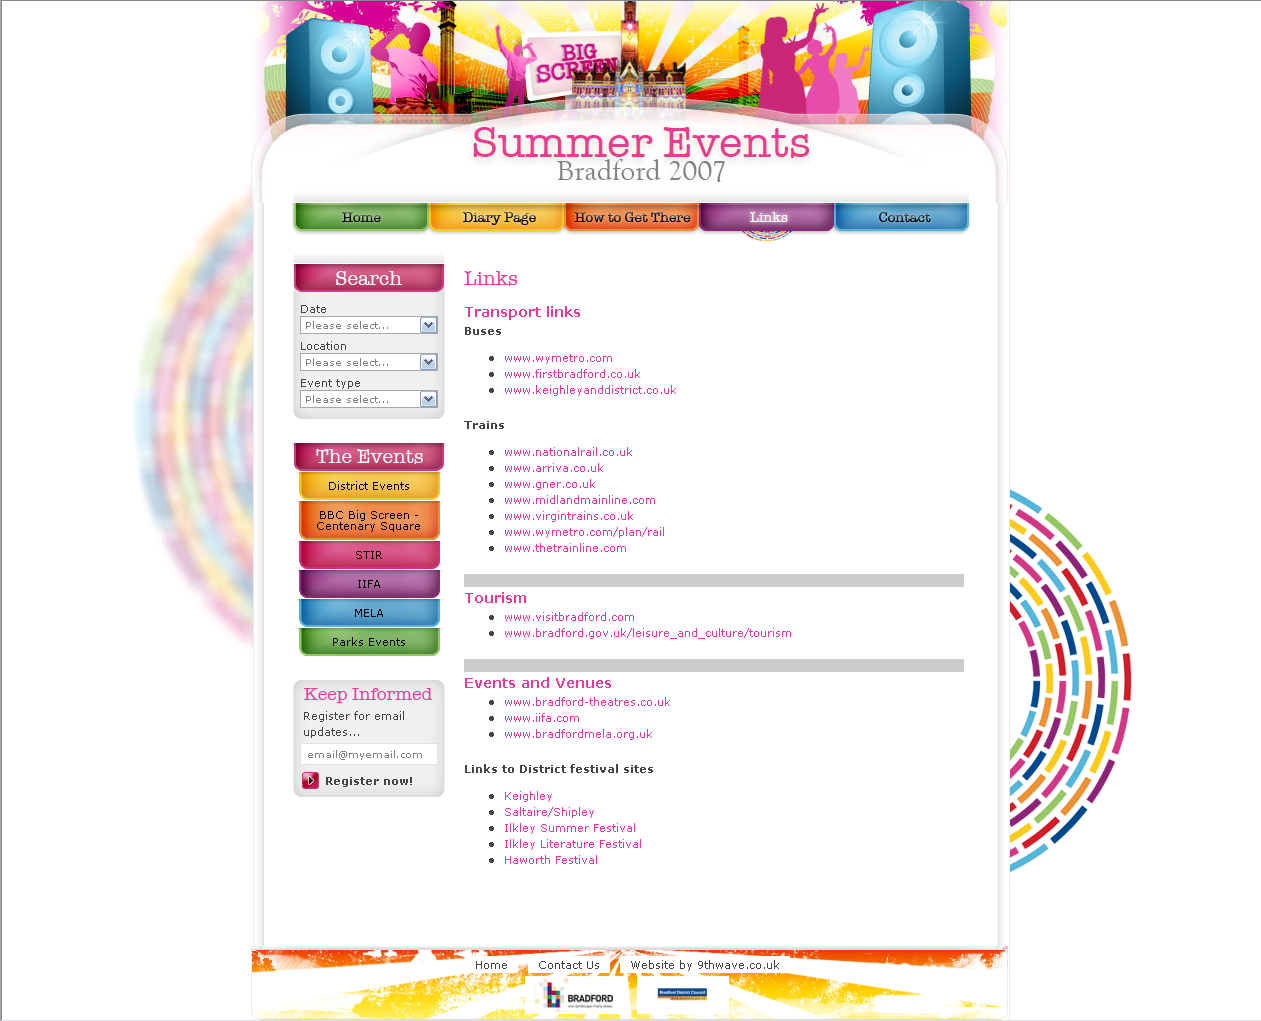 BIG
SCREEN
Summer Events
Bradford 2007
Home
Diary Page
How to Get There
Links
Contact
Search
Date
Please select...
Location
Please select...
Event type
Please select...
The Events
District Events
BBC Big Screen -
Centenary Square
STIR
IIFA
MELA
Parks Events
Keep Informed
Register for email
updates...
email@myemail.com
Register now!
Links
Transport links
Buses
www.wymetro.com
www.firstbradford.co.uk
www.keighleyanddistrict.co.uk
Trains
www.nationalrail.co.uk
www.arriva.co.uk
www.gner.co.uk
www.midlandmainline.com
www.virgintrains.co.uk
www.wymetro.com/plan/rail
www.thetrainline.com
Tourism
www.visitbradford.com
www.bradford.gov.uk/leisure_and_culture/tourism
Events and Venues
www.bradford-theatres.co.uk
www.iifa.com
www.bradfordmela.org.uk
Links to District festival sites
Keighley
Saltaire/Shipley
Ilkley Summer Festival
Ilkley Literature Festival
Haworth Festival
Home
Contact Us
Website by 9thwave.co.uk
BRADFORD
Bradford District Council